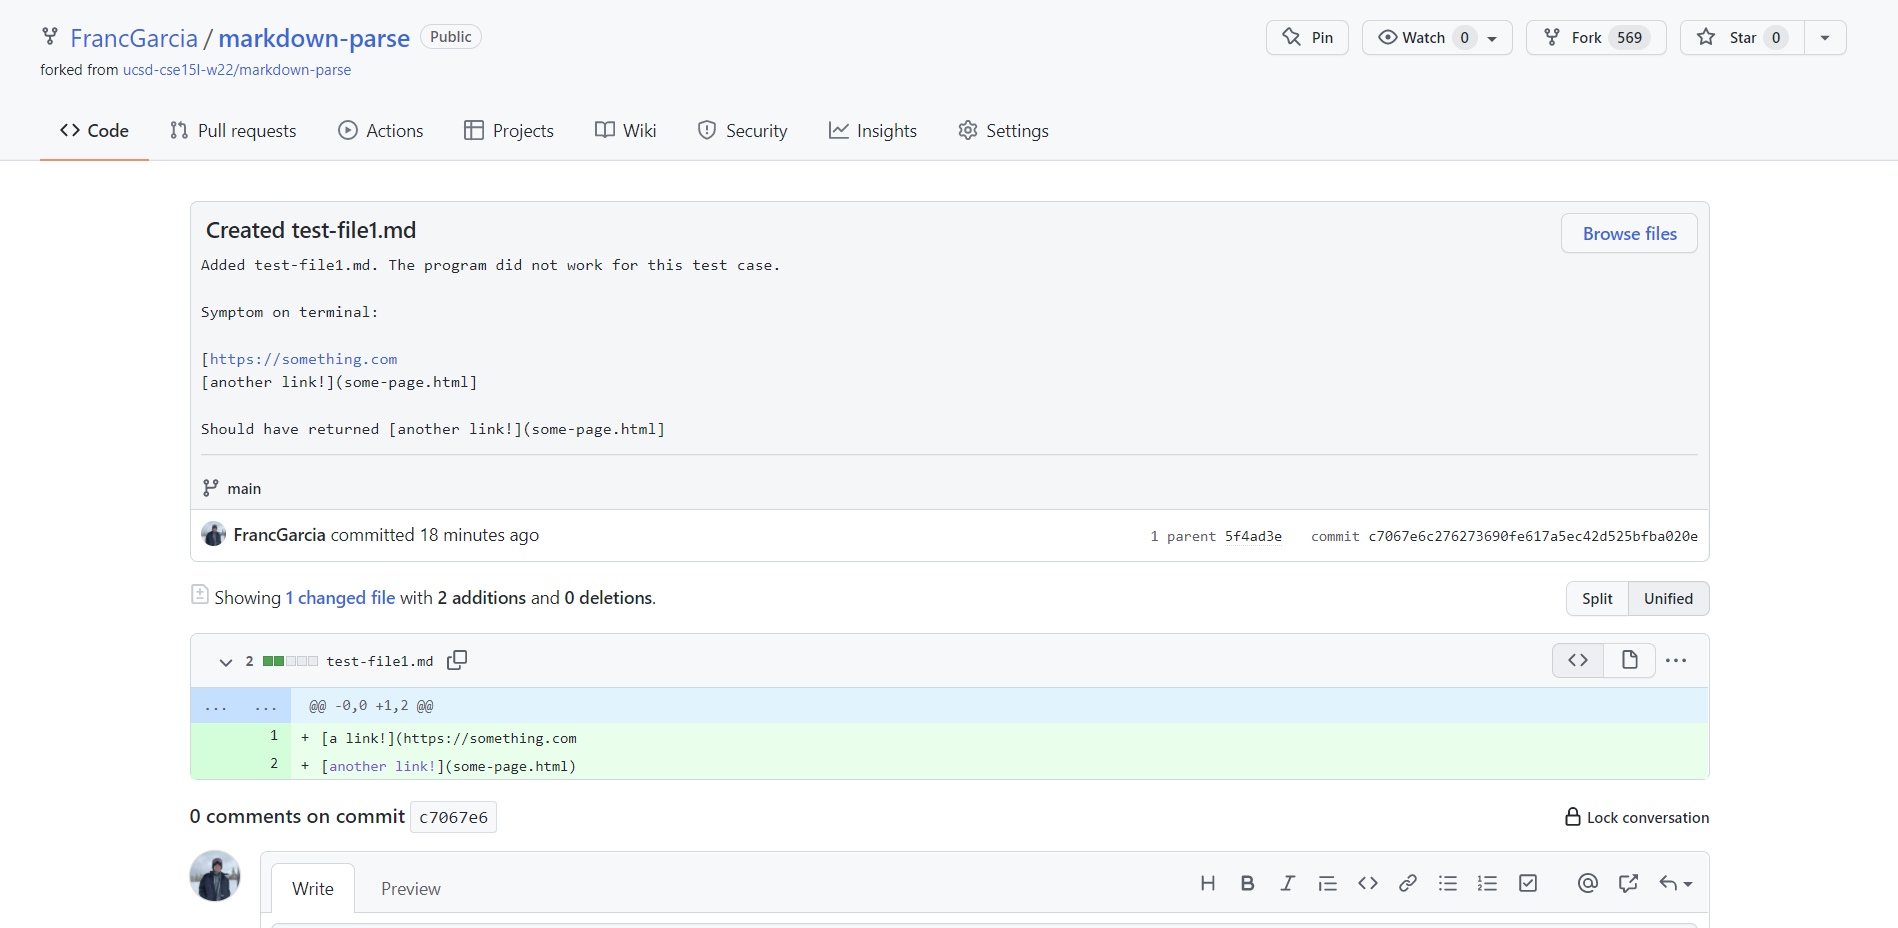 FrancGarcia / markdown-parse Public
Pin Watch 0 Fork 569 Star 0
forked from ucsd-cse15l-w22/markdown-parse
Code Pull requests Actions Projects Wiki Security Insights Settings
Created test-file1.md
Browse files
Added test-file1.md. The program did not work for this test case.
Symptom on terminal:
[https://something.com
[another link!](some-page.html]
Should have returned [another link!](some-page.html]
main
FrancGarcia committed 18 minutes ago
1 parent 5f4ad3e commit c7067e6c276273690fe617a5ec42d525bfba020e
Showing 1 changed file with 2 additions and 0 deletions.
Split Unified
2 test-file1.md
... ... @@ -0,0 +1,2 @@
1 + [a link!](https://something.com
2 + [another link!](some-page.html)
0 comments on commit c7067e6
Lock conversation
Write Preview